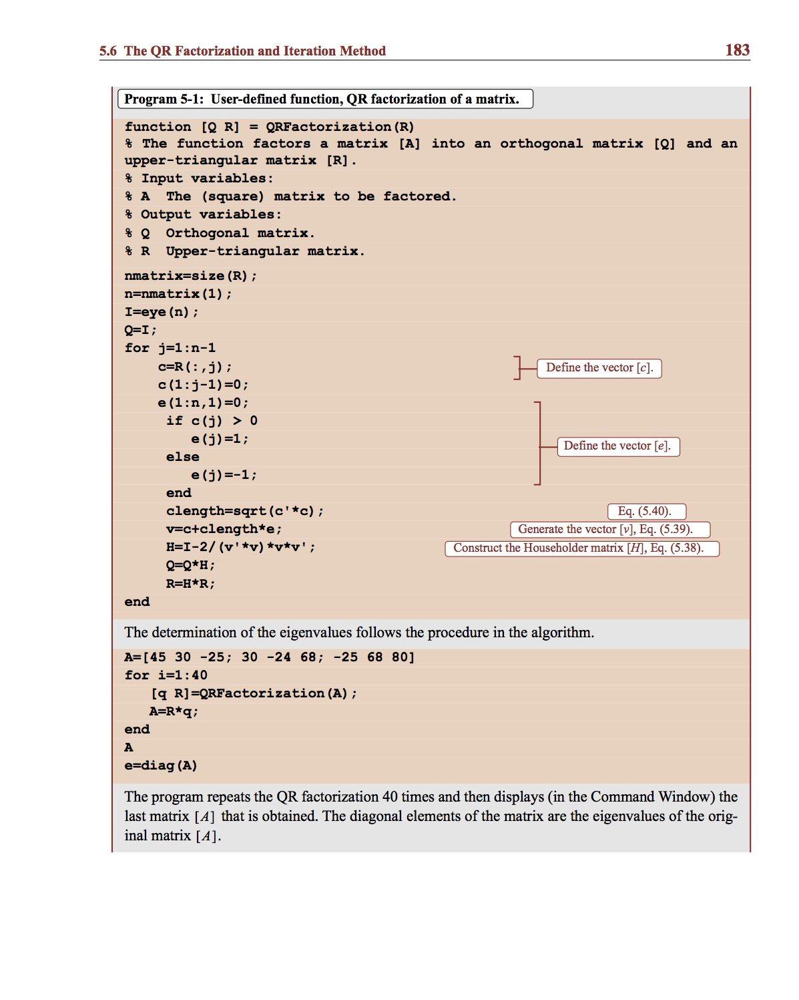 5.6 The QR Factorization and Iteration Method 183
Program 5-1: User-defined function, QR factorization of a matrix.
function [Q R] = QRFactorization(R)
% The function factors a matrix [A] into an orthogonal matrix [Q] and an
upper-triangular matrix [R].
% Input variables:
% A The (square) matrix to be factored.
% Output variables:
% Q Orthogonal matrix.
% R Upper-triangular matrix.
nmatrix=size(R);
n=nmatrix(1);
I=eye(n);
Q=I;
for j=1:n-1
c=R(:,j);
Define the vector [c].
c(1:j-1)=0;
e(1:n,1)=0;
if c(j) > 0
e(j)=1;
Define the vector [e].
else
e(j)=-1;
end
clength=sqrt(c'*c); Eq. (5.40).
v=c+clength*e; Generate the vector [v], Eq. (5.39).
H=I-2/(v'*v)*v*v'; Construct the Householder matrix [H], Eq. (5.38).
Q=Q*H;
R=H*R;
end
The determination of the eigenvalues follows the procedure in the algorithm.
A=[45 30 -25; 30 -24 68; -25 68 80]
for i=1:40
[q R]=QRFactorization(A);
A=R*q;
end
A
e=diag(A)
The program repeats the QR factorization 40 times and then displays (in the Command Window) the
last matrix [A] that is obtained. The diagonal elements of the matrix are the eigenvalues of the orig-
inal matrix [A].